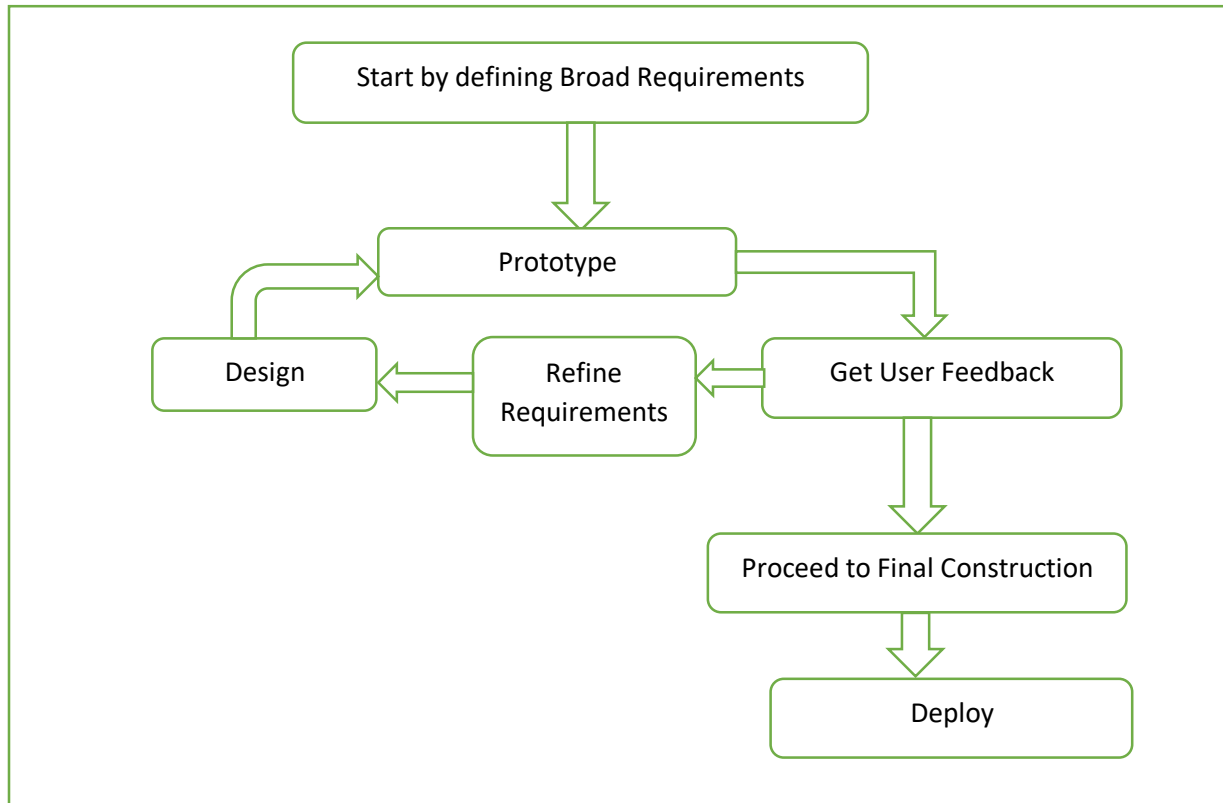 Start by defining Broad Requirements
Prototype
Design
Refine
Requirements
Get User Feedback
Proceed to Final Construction
Deploy